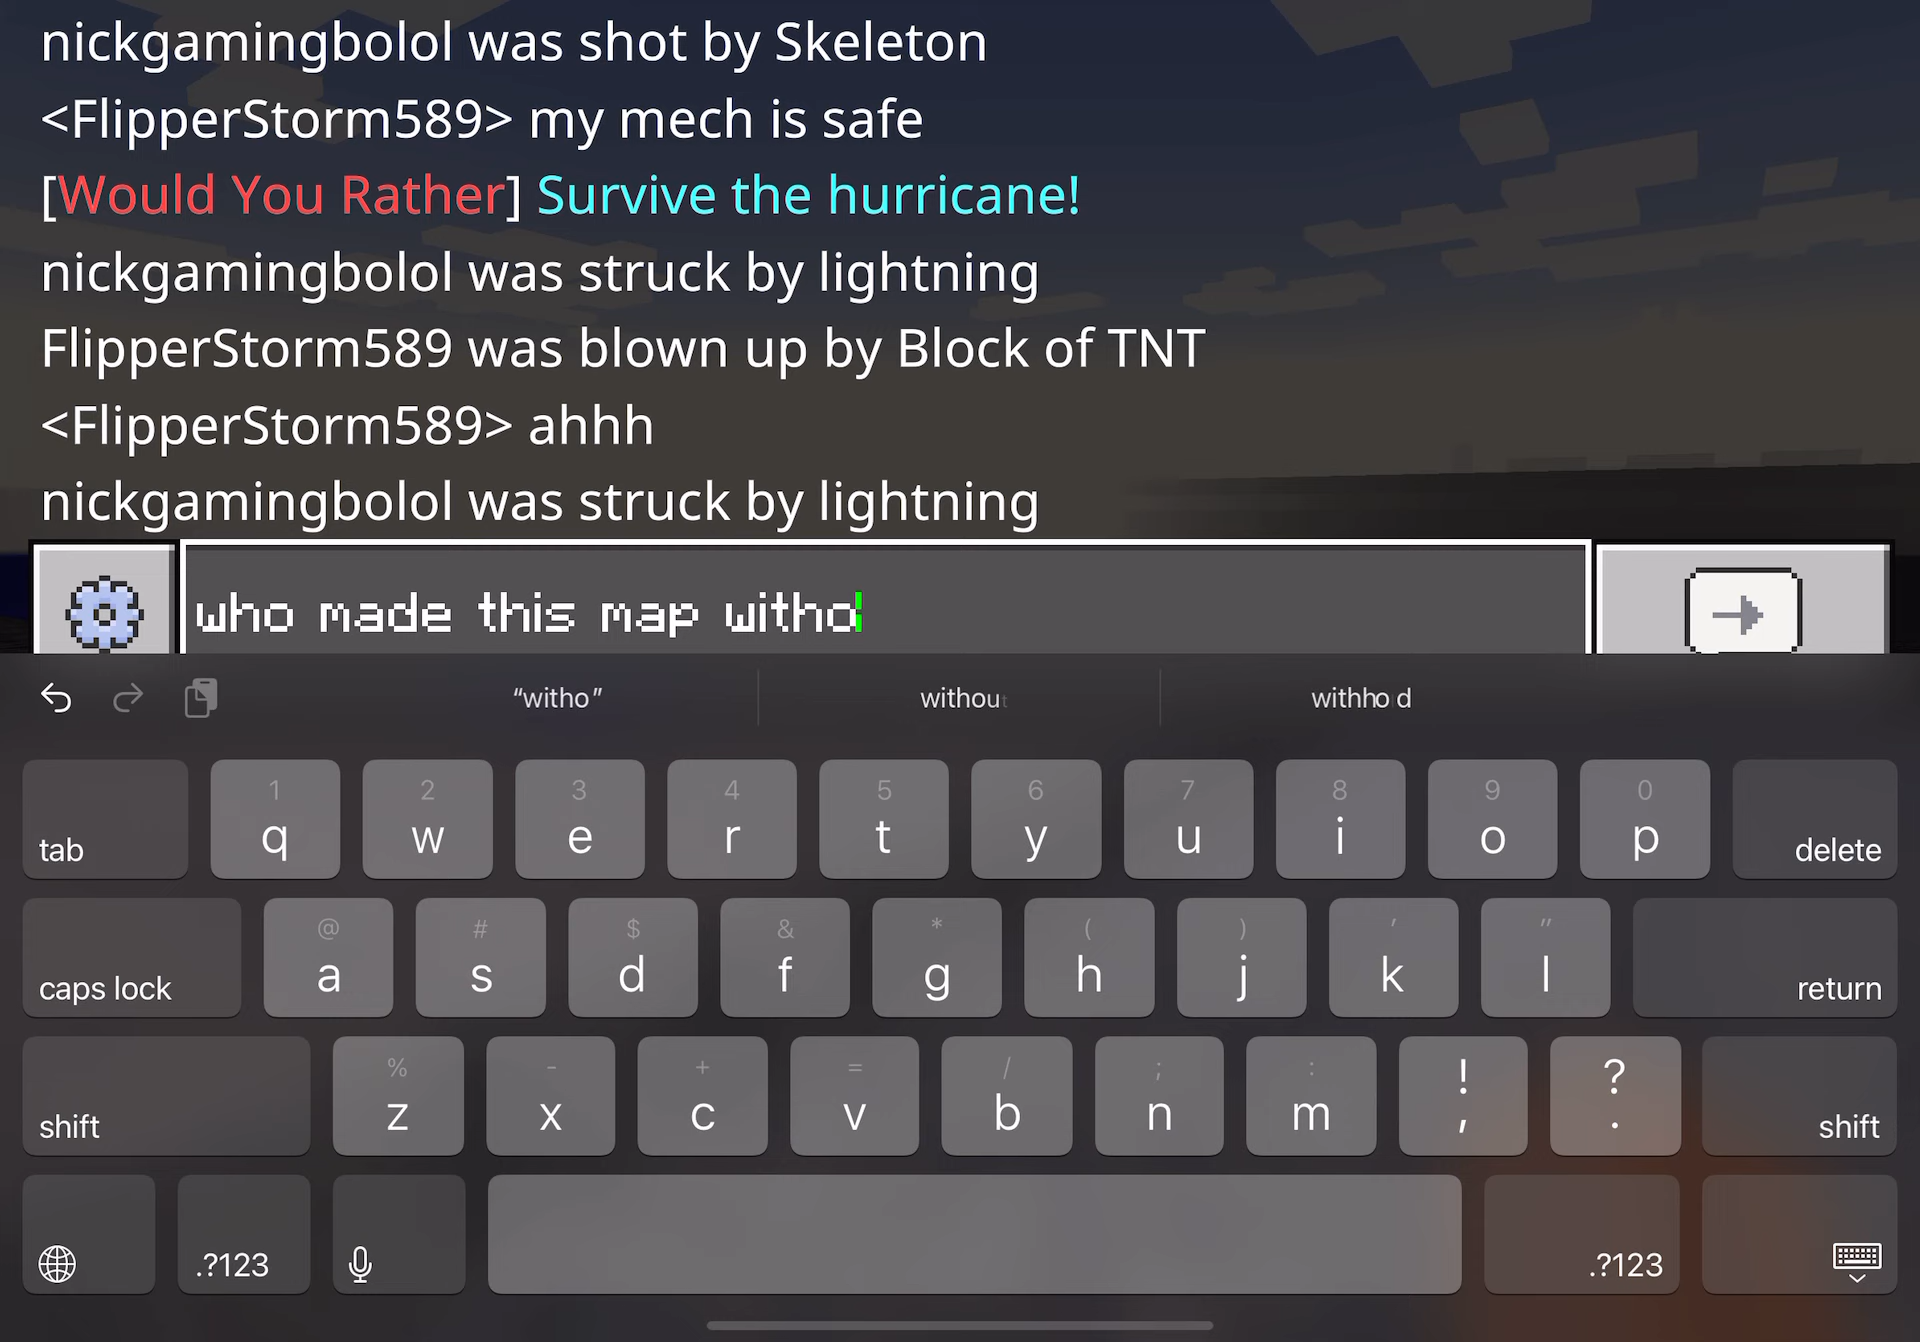 nickgamingbolol was shot by Skeleton
<FlipperStorm589> my mech is safe
[Would You Rather] Survive the hurricane!
nickgamingbolol was struck by lightning
FlipperStorm589 was blown up by Block of TNT
<FlipperStorm589> ahhh
nickgamingbolol was struck by lightning
who made this map witho
“witho” without withho d
1 2 3 4 5 6 7 8 9 0
tab q w e r t y u i o p delete
@ # $ & * ( ) ' "
caps lock a s d f g h j k l return
% - + = / ; : ! ?
shift z x c v b n m , . shift
.?123 .?123